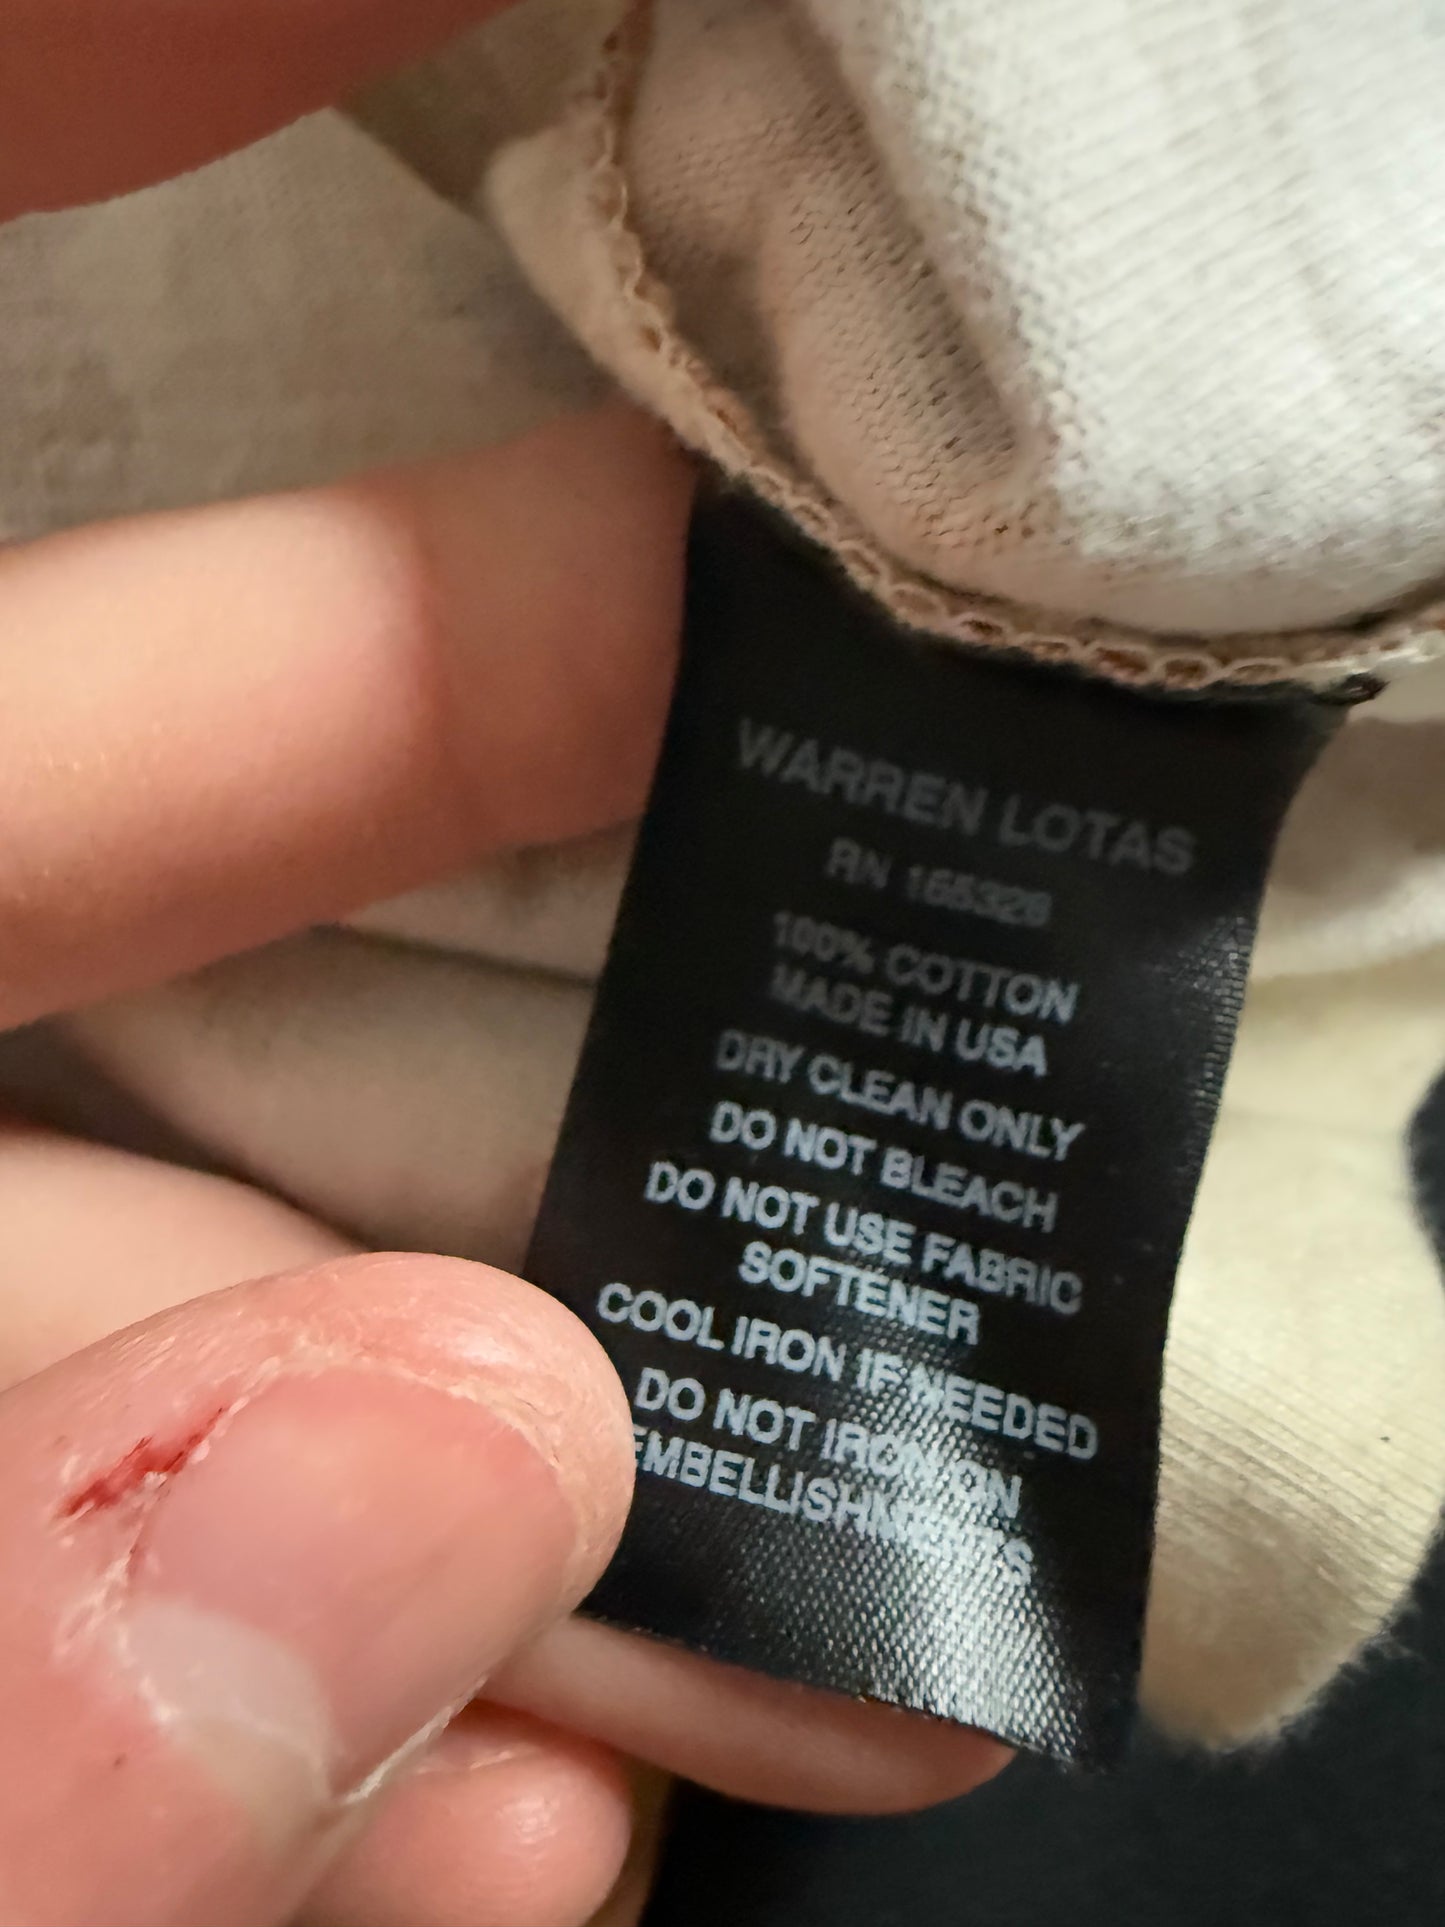 WARREN LOTAS
RN 155326
100% COTTON
MADE IN USA
DRY CLEAN ONLY
DO NOT BLEACH
DO NOT USE FABRIC
SOFTENER
COOL IRON IF NEEDED
DO NOT IRON ON
EMBELLISHMENTS